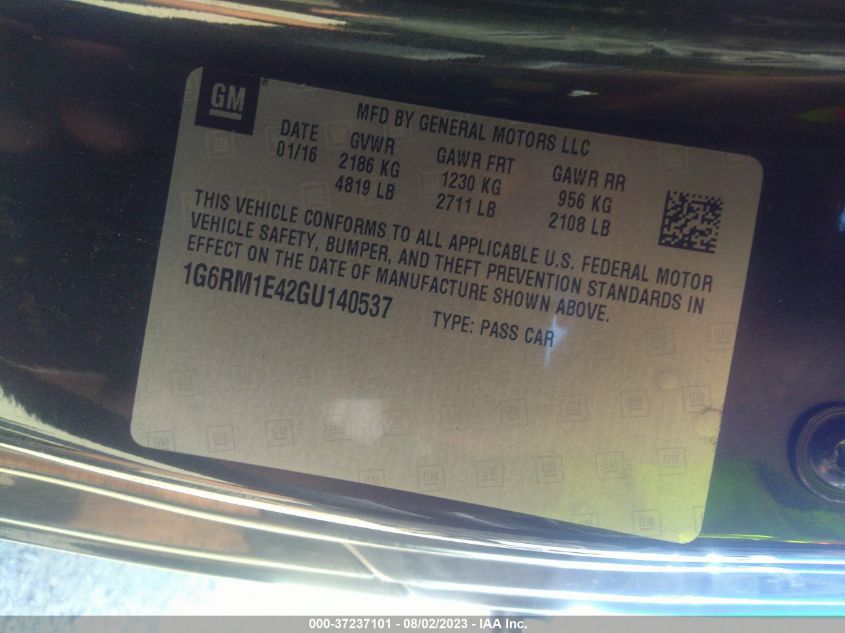 GM
MFD BY GENERAL MOTORS LLC
DATE GVWR GAWR FRT GAWR RR
01/16 2186 KG 1230 KG 956 KG
4819 LB 2711 LB 2108 LB
THIS VEHICLE CONFORMS TO ALL APPLICABLE U.S. FEDERAL MOTOR
VEHICLE SAFETY, BUMPER, AND THEFT PREVENTION STANDARDS IN
EFFECT ON THE DATE OF MANUFACTURE SHOWN ABOVE.
1G6RM1E42GU140537 TYPE: PASS CAR
000-37237101 - 08/02/2023 - IAA Inc.